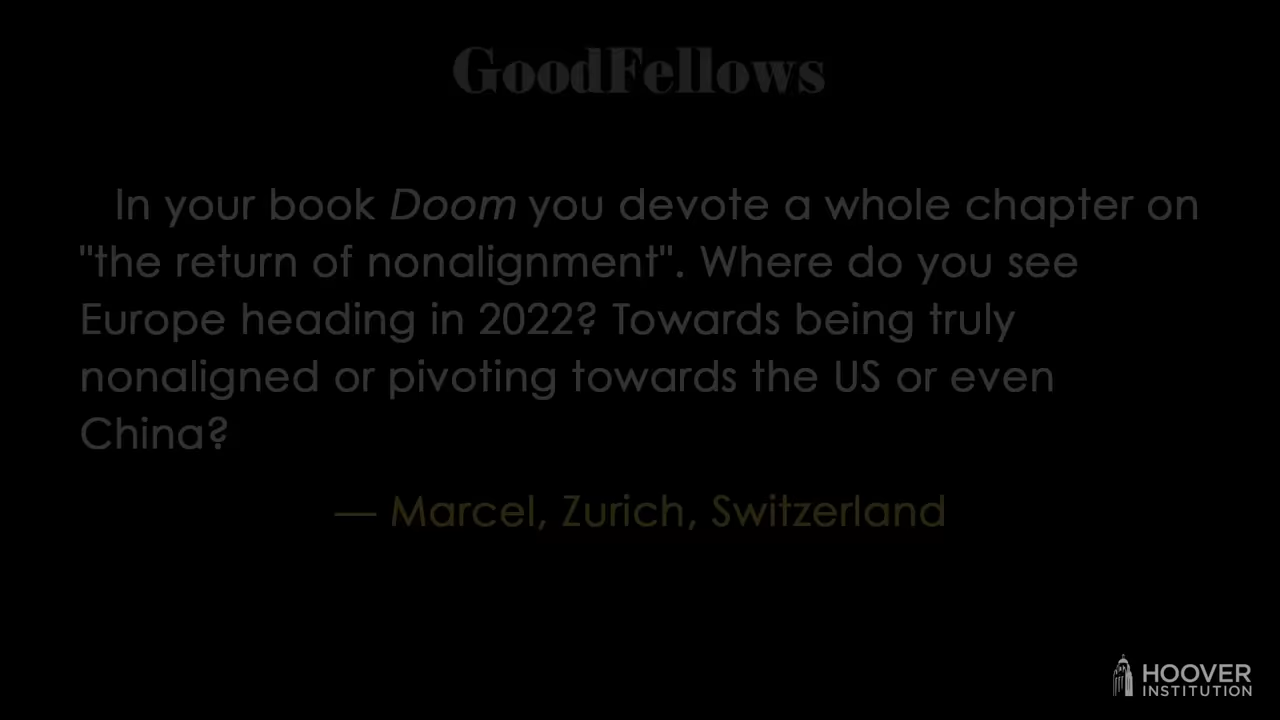 GoodFellows
In your book Doom you devote a whole chapter on
"the return of nonalignment". Where do you see
Europe heading in 2022? Towards being truly
nonaligned or pivoting towards the US or even
China?
— Marcel, Zurich, Switzerland
HOOVER
INSTITUTION